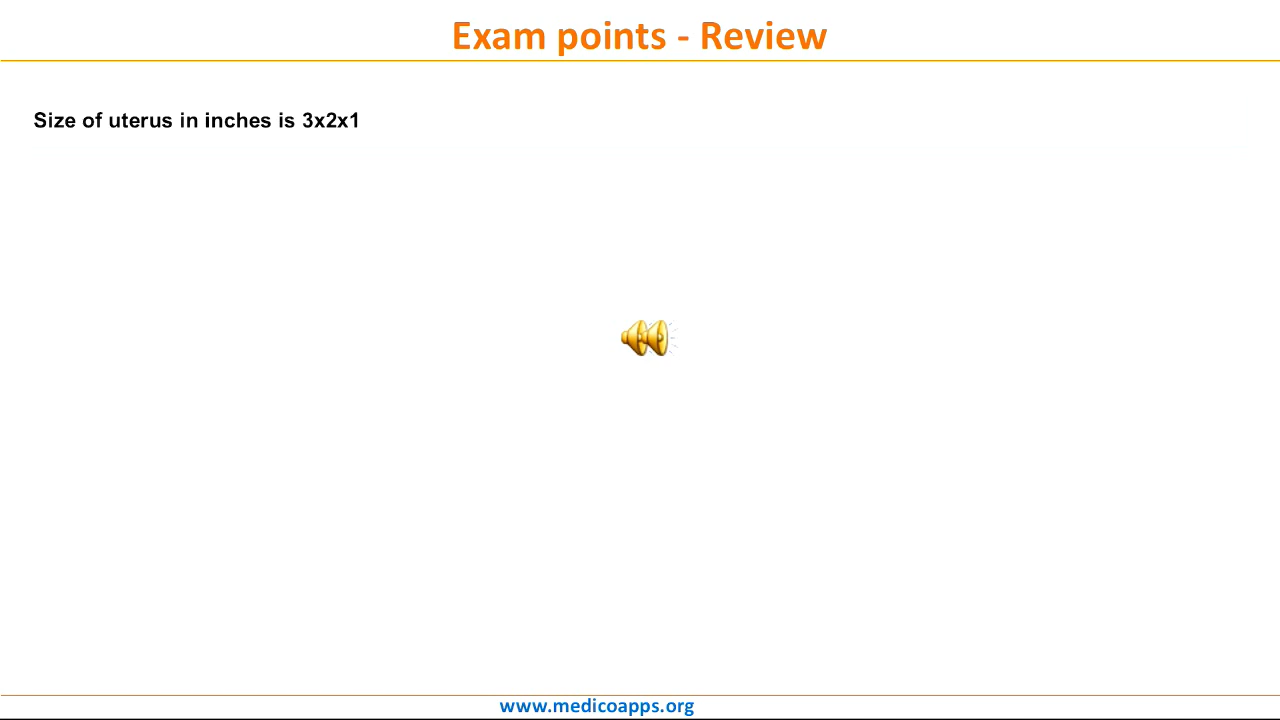 Exam points - Review
Size of uterus in inches is 3x2x1
www.medicoapps.org